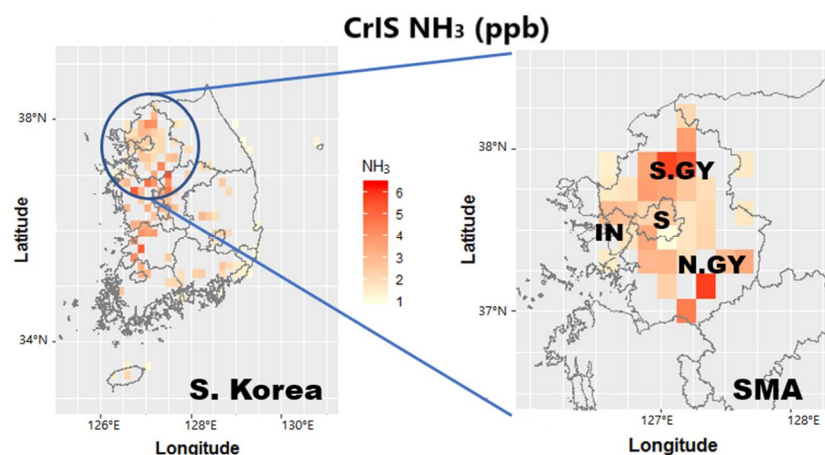 CrIS NH₃ (ppb)
38°N
34°N
Latitude
126°E
128°E
130°E
Longitude
S. Korea
NH₃
6
5
4
3
2
1
38°N
37°N
Latitude
S.GY
S
IN
N.GY
SMA
127°E
128°E
Longitude